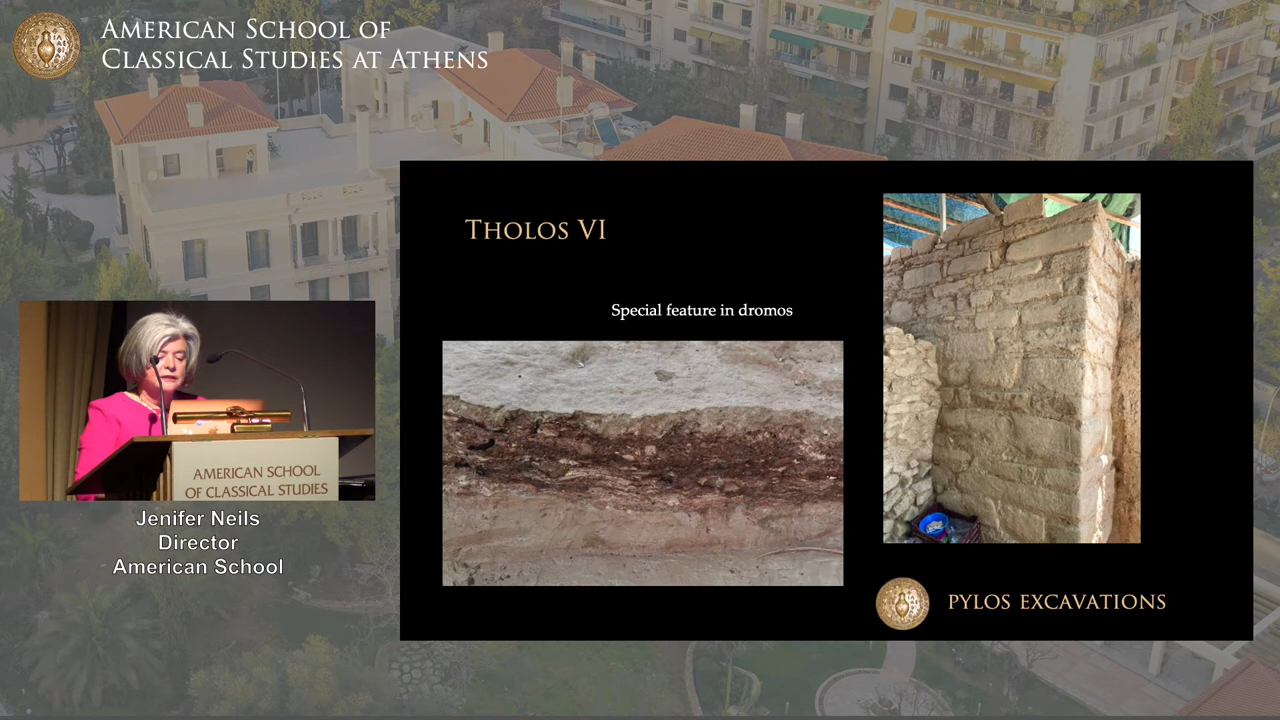 AMERICAN SCHOOL OF
CLASSICAL STUDIES AT ATHENS
THOLOS VI
Special feature in dromos
AMERICAN SCHOOL
OF CLASSICAL STUDIES
Jenifer Neils
Director
American School
PYLOS EXCAVATIONS